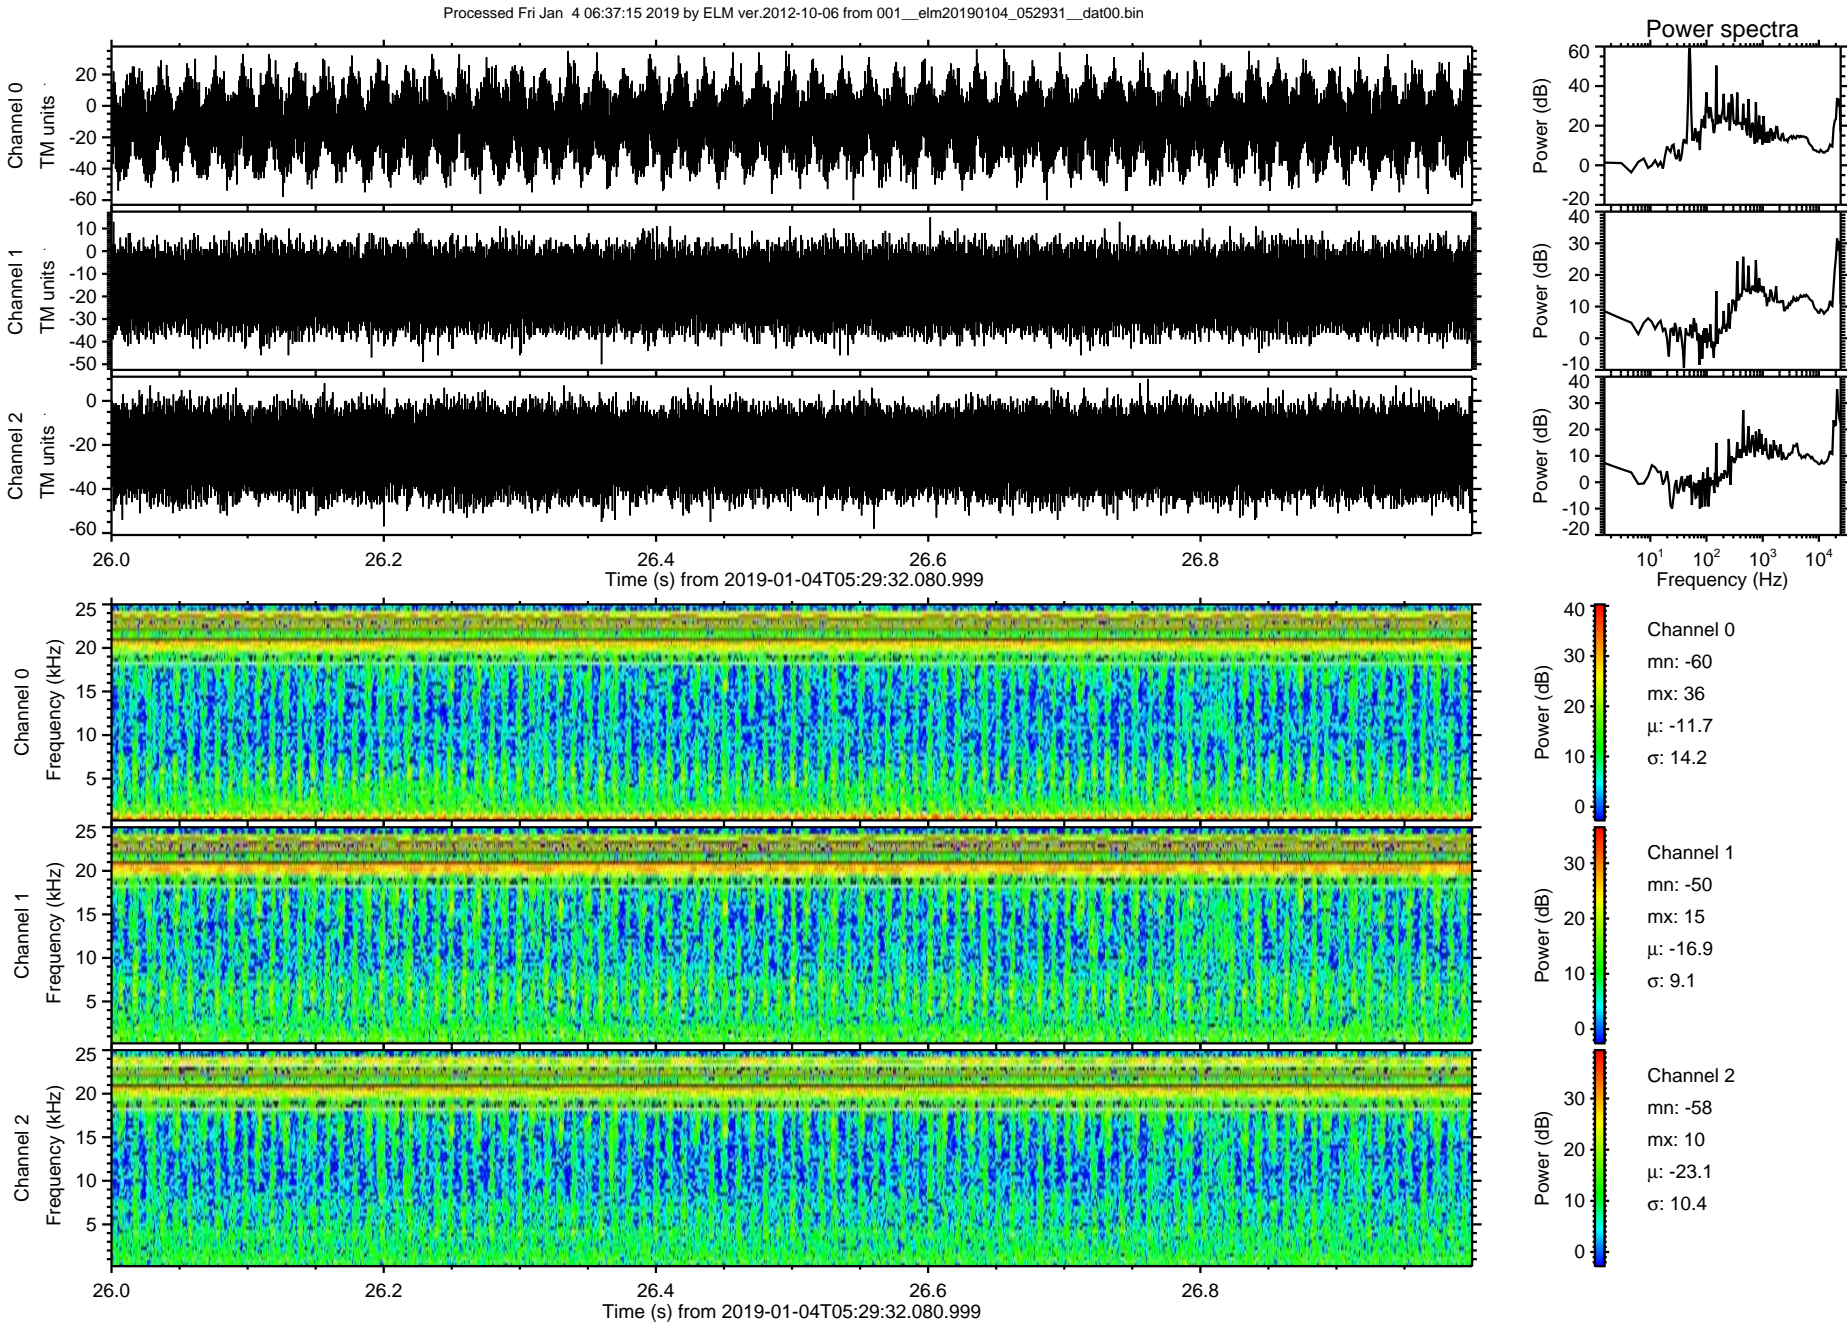 Processed Fri Jan 4 06:37:15 2019 by ELM ver.2012-10-06 from 001__elm20190104_052931__dat00.bin
Power spectra
Channel 0
TM units
20
0
-20
-40
-60
Power (dB)
60
40
20
0
-20
Channel 1
TM units
10
0
-10
-20
-30
-40
-50
Power (dB)
40
30
20
10
0
-10
Channel 2
TM units
0
-20
-40
-60
Power (dB)
40
30
20
10
0
-10
-20
26.0 26.2 26.4 26.6 26.8
Time (s) from 2019-01-04T05:29:32.080.999
10^1 10^2 10^3 10^4
Frequency (Hz)
Channel 0
Frequency (kHz)
25
20
15
10
5
Power (dB)
40
30
20
10
0
Channel 0
mn: -60
mx: 36
μ: -11.7
σ: 14.2
Channel 1
Frequency (kHz)
25
20
15
10
5
Power (dB)
30
20
10
0
Channel 1
mn: -50
mx: 15
μ: -16.9
σ: 9.1
Channel 2
Frequency (kHz)
25
20
15
10
5
Power (dB)
30
20
10
0
Channel 2
mn: -58
mx: 10
μ: -23.1
σ: 10.4
26.0 26.2 26.4 26.6 26.8
Time (s) from 2019-01-04T05:29:32.080.999